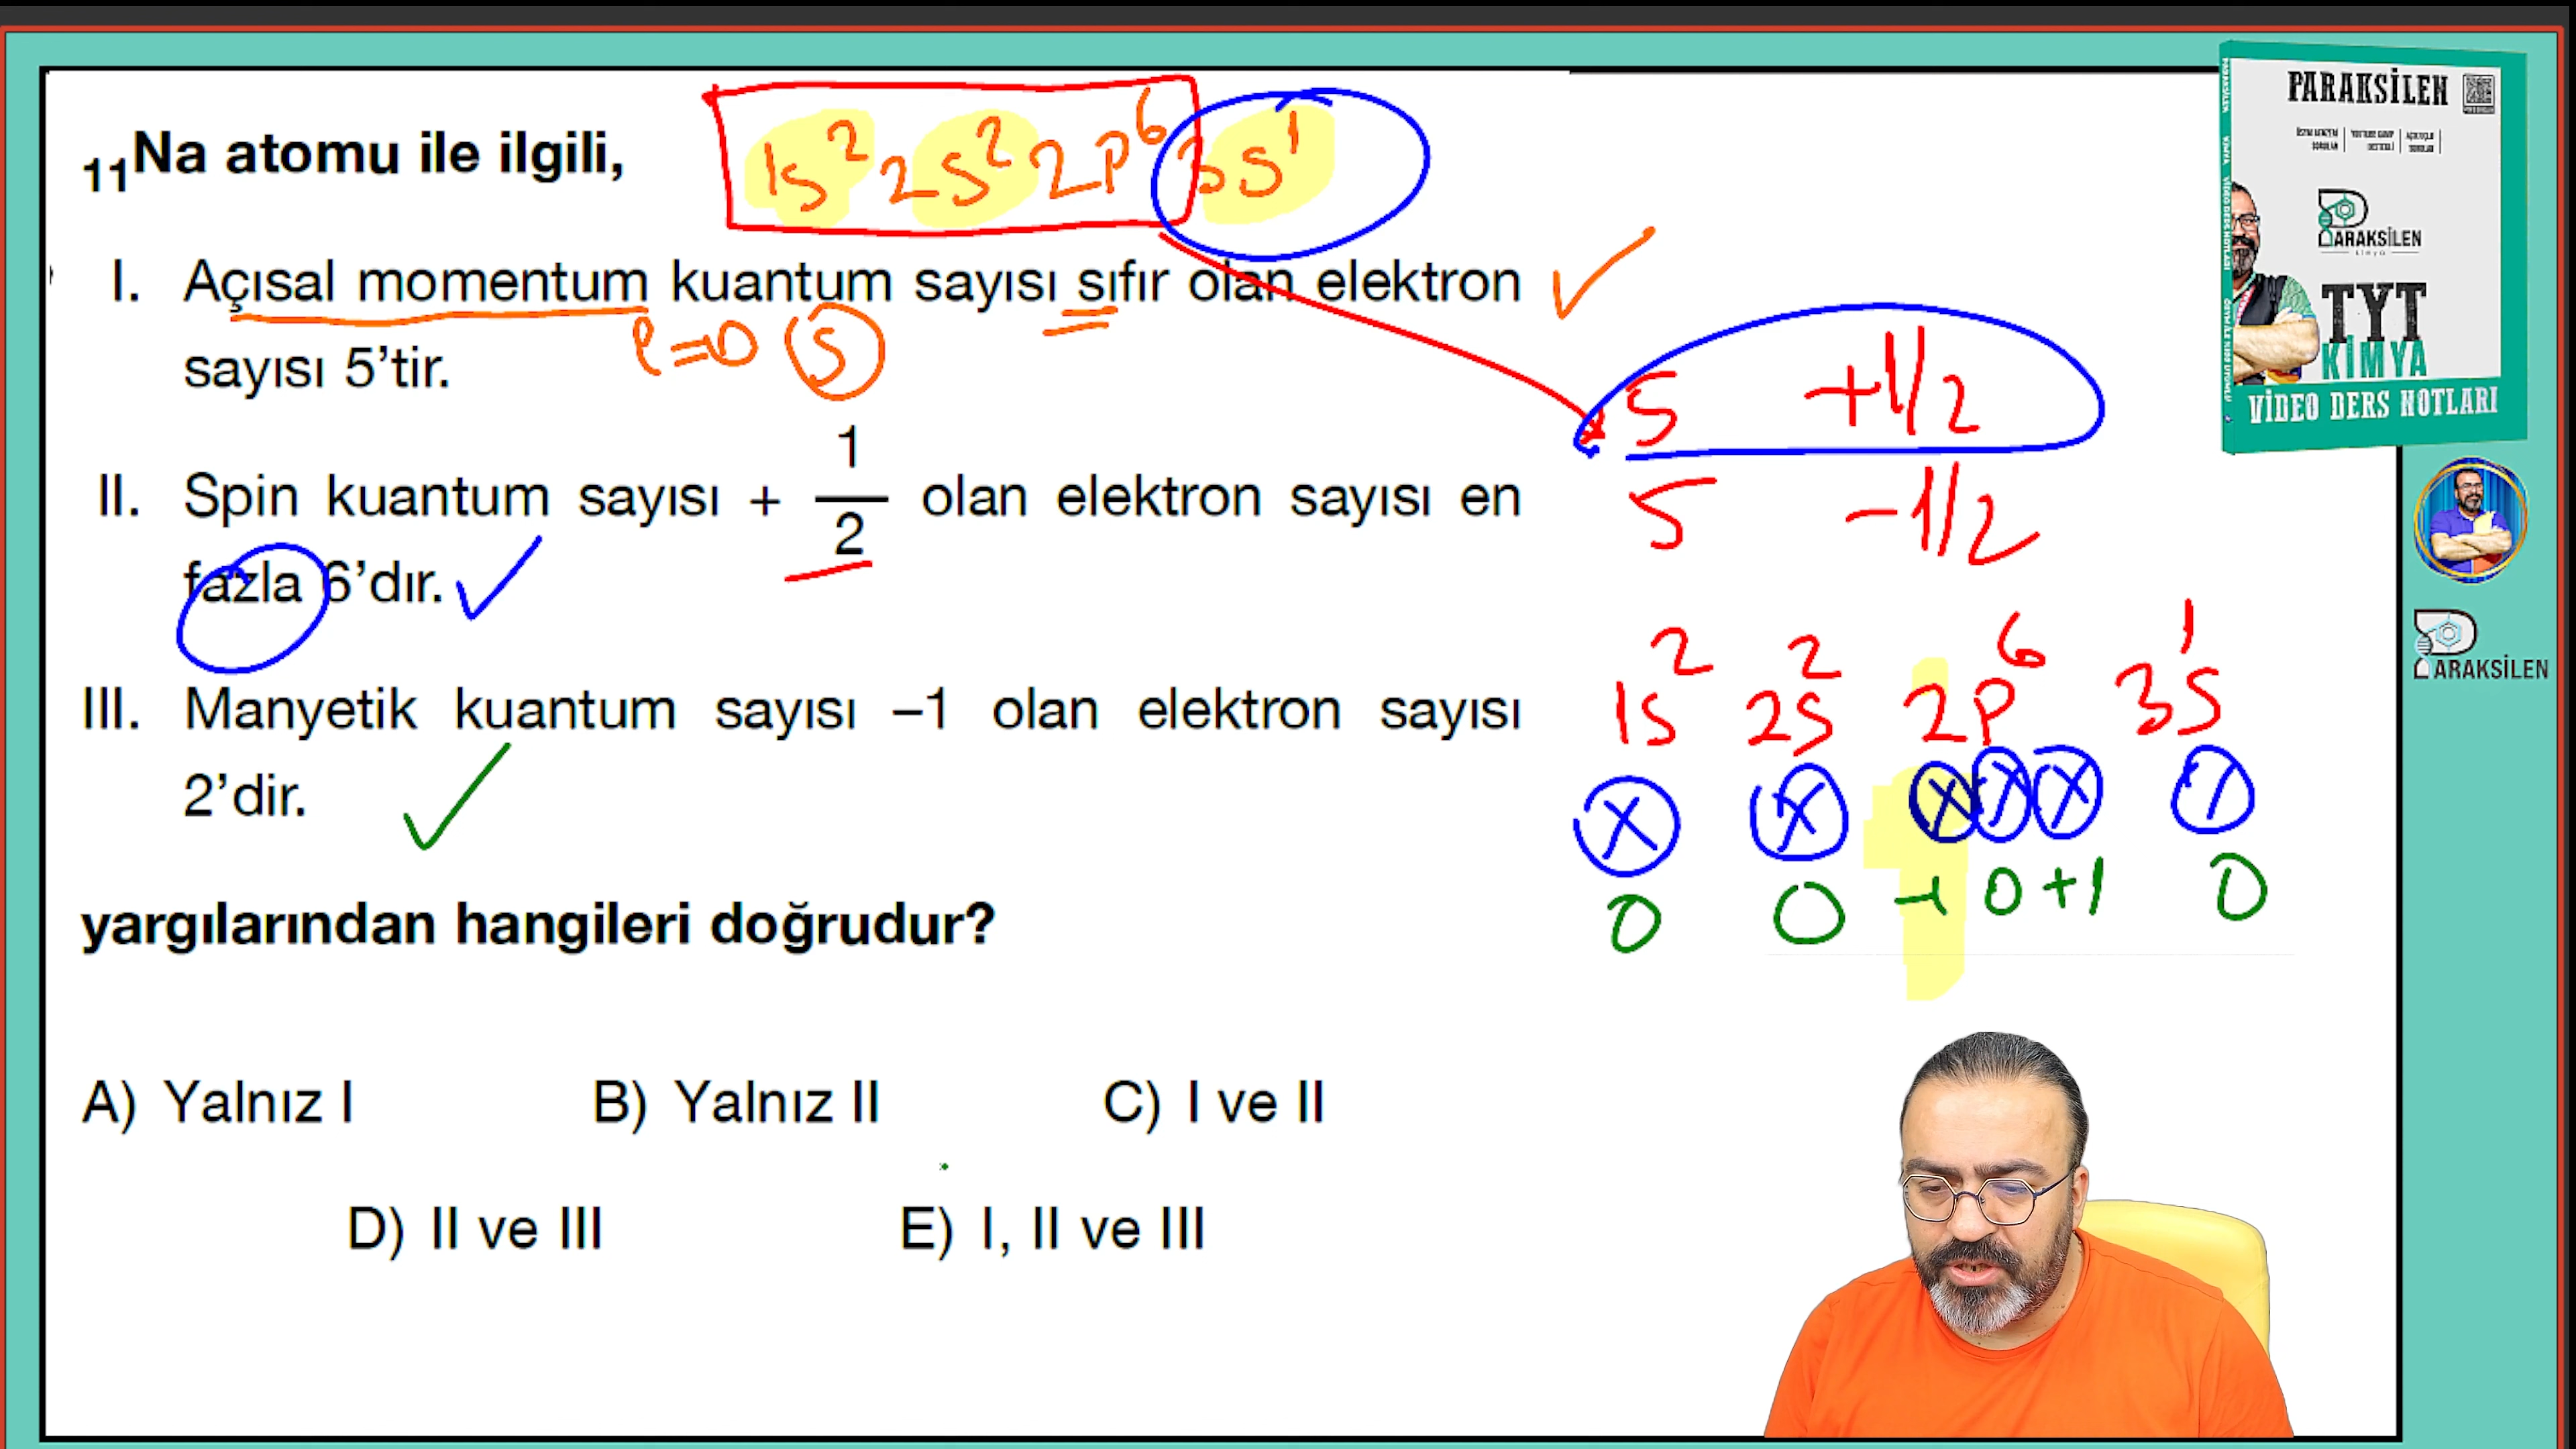 ₁₁Na atomu ile ilgili,
1s² 2s² 2p⁶ 3s¹
I. Açısal momentum kuantum sayısı sıfır olan elektron
sayısı 5'tir.
l=0 s
5 +1/2
5 -1/2
II. Spin kuantum sayısı + 1/2 olan elektron sayısı en
fazla 6'dır.
III. Manyetik kuantum sayısı –1 olan elektron sayısı
2'dir.
1s² 2s² 2p⁶ 3s¹
0 0 -1 0 +1 0
yargılarından hangileri doğrudur?
A) Yalnız I B) Yalnız II C) I ve II
D) II ve III E) I, II ve III
PARAKSİLEN
PARAKSİLEN
kimya
TYT
KİMYA
VİDEO DERS NOTLARI
PARAKSİLEN